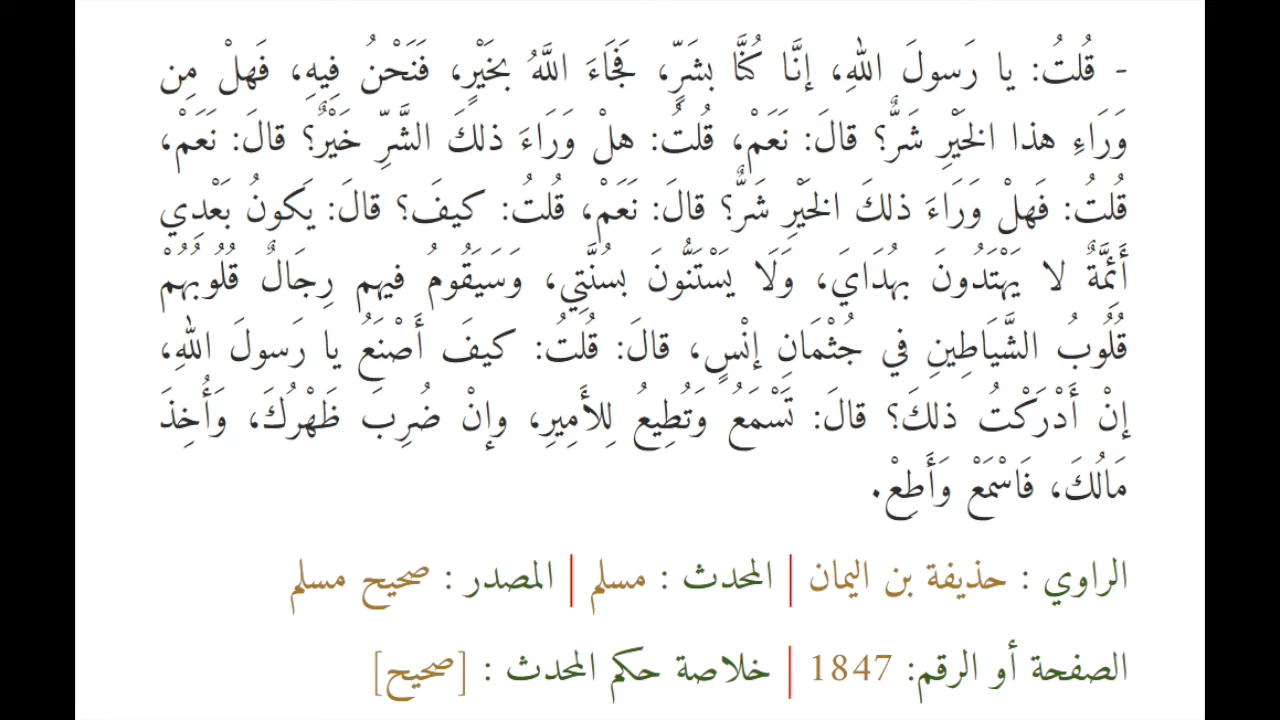 - قُلتُ: يا رَسولَ اللهِ، إنَّا كُنَّا بشَرٍّ، فَجَاءَ اللَّهُ بخَيْرٍ، فَنَحْنُ فِيهِ، فَهلْ مِن
وَرَاءِ هذا الخَيْرِ شَرٌّ؟ قالَ: نَعَمْ، قُلتُ: هلْ وَرَاءَ ذلكَ الشَّرِّ خَيْرٌ؟ قالَ: نَعَمْ،
قُلتُ: فَهلْ وَرَاءَ ذلكَ الخَيْرِ شَرٌّ؟ قالَ: نَعَمْ، قُلتُ: كيفَ؟ قالَ: يَكونُ بَعْدِي
أَئِمَّةٌ لا يَهْتَدُونَ بهُدَايَ، وَلَا يَسْتَنُّونَ بسُنَّتِي، وَسَيَقُومُ فيهم رِجَالٌ قُلُوبُهُمْ
قُلُوبُ الشَّيَاطِينِ في جُثْمَانِ إنْسٍ، قالَ: قُلتُ: كيفَ أَصْنَعُ يا رَسولَ اللهِ،
إنْ أَدْرَكْتُ ذلكَ؟ قالَ: تَسْمَعُ وَتُطِيعُ لِلأَمِيرِ، وإنْ ضُرِبَ ظَهْرُكَ، وَأُخِذَ
مَالُكَ، فَاسْمَعْ وَأَطِعْ.
الراوي : حذيفة بن اليمان | المحدث : مسلم | المصدر : صحيح مسلم
الصفحة أو الرقم: 1847 | خلاصة حكم المحدث : [صحيح]